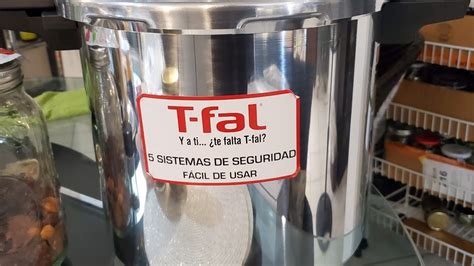 T-fal
Y a ti... ¿te falta T-fal?
5 SISTEMAS DE SEGURIDAD
FÁCIL DE USAR